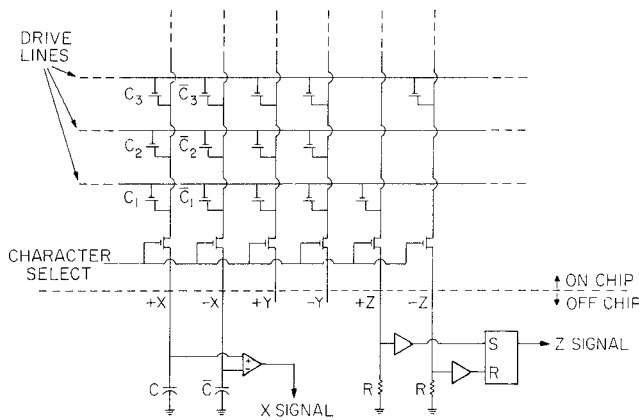 DRIVE
LINES
C₃ C̅₃
C₂ C̅₂
C₁ C̅₁
CHARACTER
SELECT
+X -X +Y -Y +Z -Z
ON CHIP
OFF CHIP
+
-
S
R
Z SIGNAL
C C̅ R R
X SIGNAL